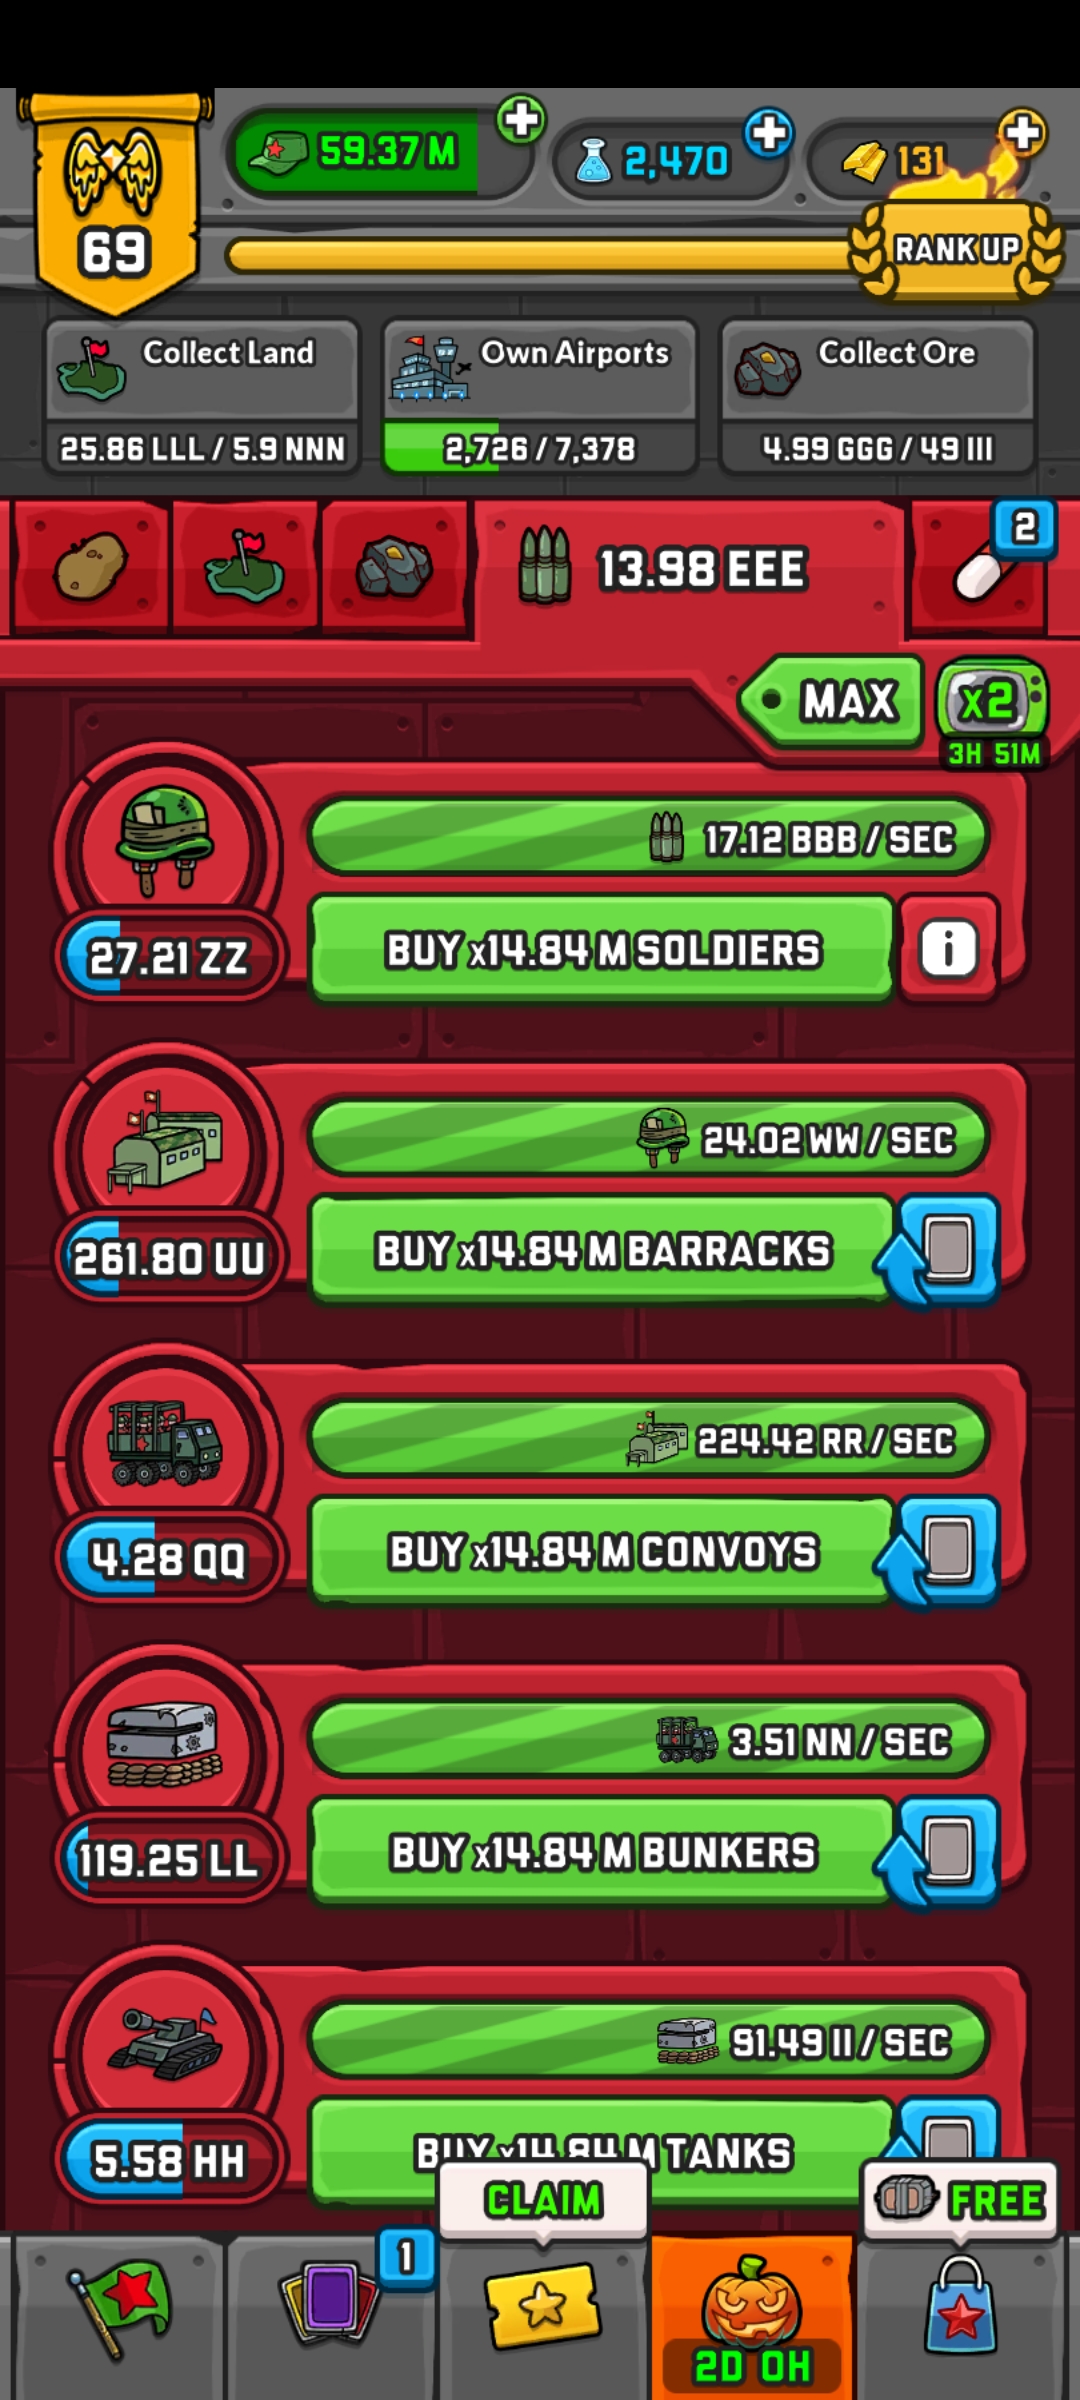 59.37 M
2,470
131
69
RANK UP
Collect Land
Own Airports
Collect Ore
25.86 LLL / 5.9 NNN
2,726 / 7,378
4.99 GGG / 49 III
13.98 EEE
2
MAX
x2
3H 51M
17.12 BBB / SEC
27.21 ZZ
BUY x14.84 M SOLDIERS
i
24.02 WW / SEC
261.80 UU
BUY x14.84 M BARRACKS
224.42 RR / SEC
4.28 QQ
BUY x14.84 M CONVOYS
3.51 NN / SEC
119.25 LL
BUY x14.84 M BUNKERS
91.49 II / SEC
5.58 HH
BUY x14.84 M TANKS
CLAIM
FREE
1
2D 0H